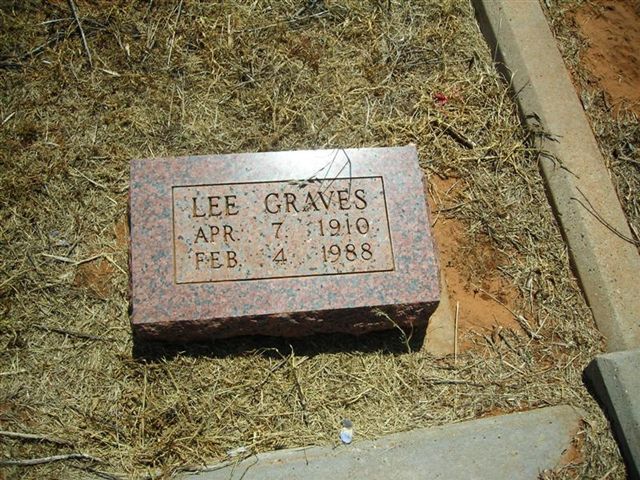 LEE GRAVES
APR. 7 1910
FEB. 4 1988